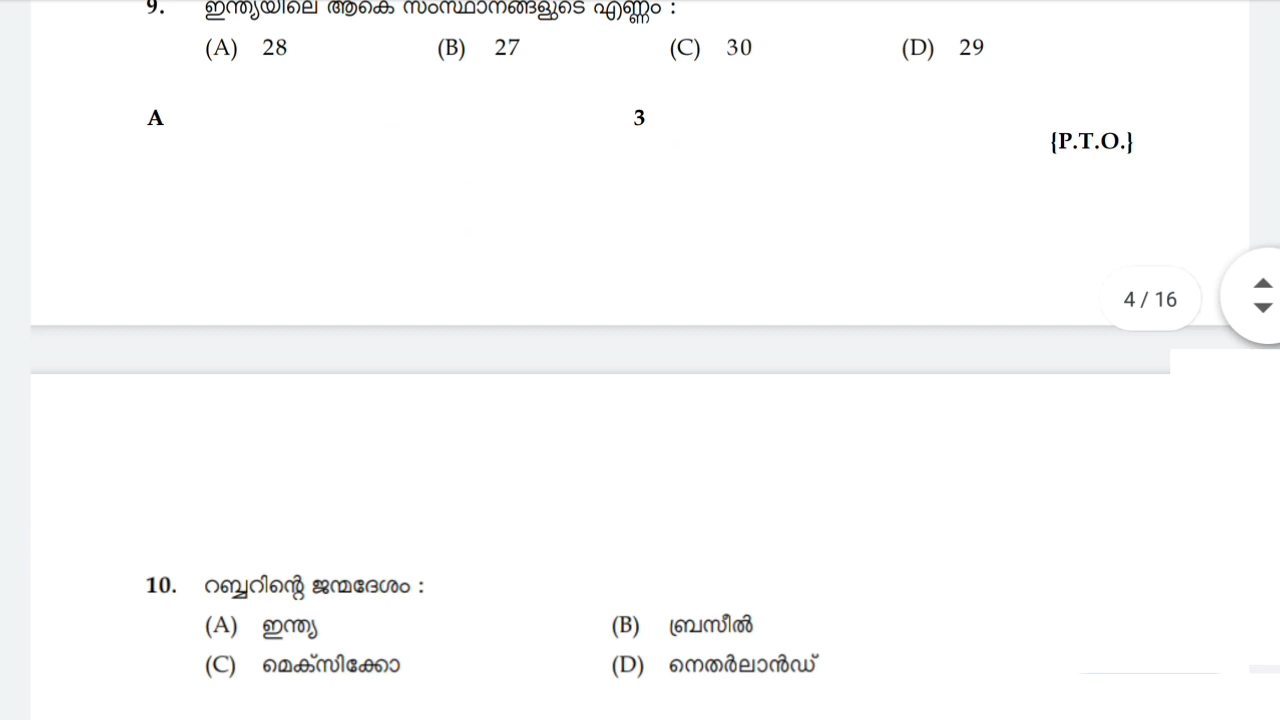 9. ഇന്ത്യയിലെ ആകെ സംസ്ഥാനങ്ങളുടെ എണ്ണം :
(A) 28 (B) 27 (C) 30 (D) 29
A 3
{P.T.O.}
4 / 16
10. റബ്ബറിന്റെ ജന്മദേശം :
(A) ഇന്ത്യ (B) ബ്രസീൽ
(C) മെക്സിക്കോ (D) നെതർലാൻഡ്